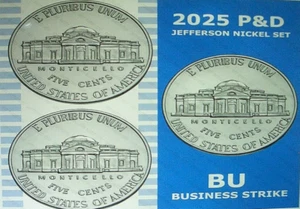 E PLURIBUS UNUM
MONTICELLO
FIVE CENTS
UNITED STATES OF AMERICA
E PLURIBUS UNUM
MONTICELLO
FIVE CENTS
UNITED STATES OF AMERICA
2025 P&D
JEFFERSON NICKEL SET
E PLURIBUS UNUM
MONTICELLO
FIVE CENTS
UNITED STATES OF AMERICA
BU
BUSINESS STRIKE